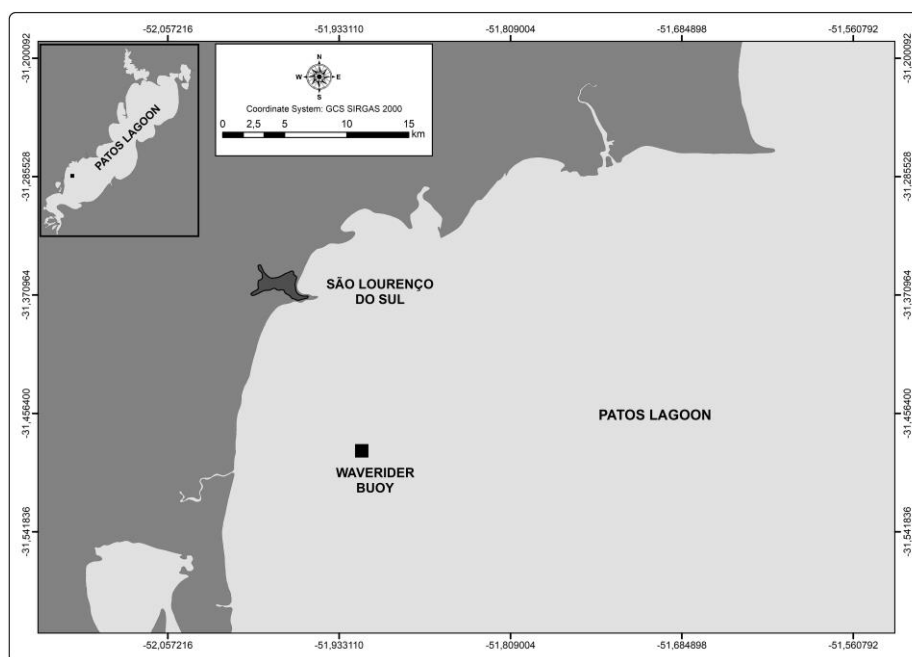 -52,057216 -51,933110 -51,809004 -51,684898 -51,560792
-31,200092 -31,200092
N
W E
S
Coordinate System: GCS SIRGAS 2000
0 2,5 5 10 15
km
PATOS LAGOON
-31,285528 -31,285528
SÃO LOURENÇO
DO SUL
-31,370964 -31,370964
PATOS LAGOON
-31,456400 -31,456400
WAVERIDER
BUOY
-31,541836 -31,541836
-52,057216 -51,933110 -51,809004 -51,684898 -51,560792